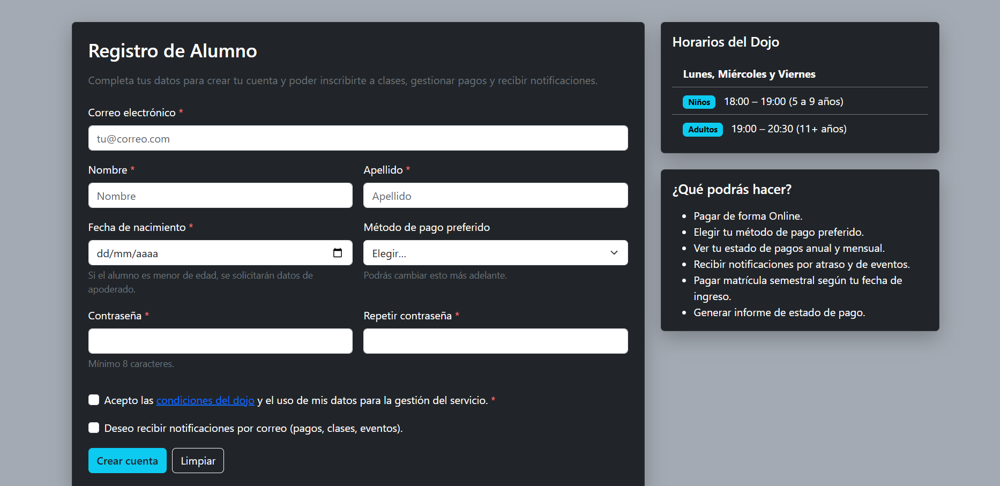 Registro de Alumno
Completa tus datos para crear tu cuenta y poder inscribirte a clases, gestionar pagos y recibir notificaciones.
Correo electrónico *
tu@correo.com
Nombre *
Apellido *
Nombre
Apellido
Fecha de nacimiento *
Método de pago preferido
dd/mm/aaaa
Elegir...
Si el alumno es menor de edad, se solicitarán datos de
apoderado.
Podrás cambiar esto más adelante.
Contraseña *
Repetir contraseña *
Mínimo 8 caracteres.
Acepto las condiciones del dojo y el uso de mis datos para la gestión del servicio. *
Deseo recibir notificaciones por correo (pagos, clases, eventos).
Crear cuenta
Limpiar
Horarios del Dojo
Lunes, Miércoles y Viernes
Niños 18:00 – 19:00 (5 a 9 años)
Adultos 19:00 – 20:30 (11+ años)
¿Qué podrás hacer?
• Pagar de forma Online.
• Elegir tu método de pago preferido.
• Ver tu estado de pagos anual y mensual.
• Recibir notificaciones por atraso y de eventos.
• Pagar matrícula semestral según tu fecha de
ingreso.
• Generar informe de estado de pago.